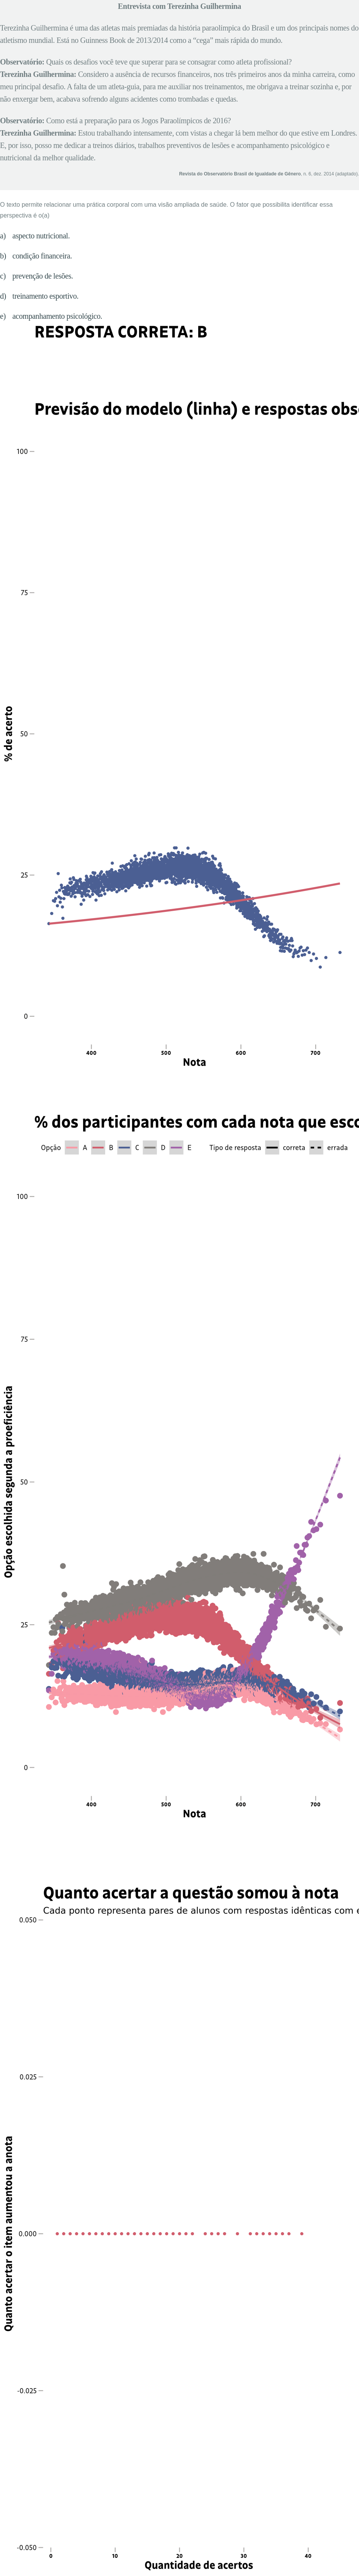 Entrevista com Terezinha Guilhermina
Terezinha Guilhermina é uma das atletas mais premiadas da história paraolímpica do Brasil e um dos principais nomes do
atletismo mundial. Está no Guinness Book de 2013/2014 como a “cega” mais rápida do mundo.
Observatório: Quais os desafios você teve que superar para se consagrar como atleta profissional?
Terezinha Guilhermina: Considero a ausência de recursos financeiros, nos três primeiros anos da minha carreira, como
meu principal desafio. A falta de um atleta-guia, para me auxiliar nos treinamentos, me obrigava a treinar sozinha e, por
não enxergar bem, acabava sofrendo alguns acidentes como trombadas e quedas.
Observatório: Como está a preparação para os Jogos Paraolímpicos de 2016?
Terezinha Guilhermina: Estou trabalhando intensamente, com vistas a chegar lá bem melhor do que estive em Londres.
E, por isso, posso me dedicar a treinos diários, trabalhos preventivos de lesões e acompanhamento psicológico e
nutricional da melhor qualidade.
Revista do Observatório Brasil de Igualdade de Gênero, n. 6, dez. 2014 (adaptado).
O texto permite relacionar uma prática corporal com uma visão ampliada de saúde. O fator que possibilita identificar essa
perspectiva é o(a)
a) aspecto nutricional.
b) condição financeira.
c) prevenção de lesões.
d) treinamento esportivo.
e) acompanhamento psicológico.
RESPOSTA CORRETA: B
Previsão do modelo (linha) e respostas obs
100
75
50
25
0
% de acerto
400 500 600 700
Nota
% dos participantes com cada nota que esco
Opção A B C D E Tipo de resposta correta errada
100
75
50
25
0
Opção escolhida segunda a proeficiência
400 500 600 700
Nota
Quanto acertar a questão somou à nota
Cada ponto representa pares de alunos com respostas idênticas com e
0.050
0.025
0.000
-0.025
-0.050
Quanto acertar o item aumentou a anota
0 10 20 30 40
Quantidade de acertos